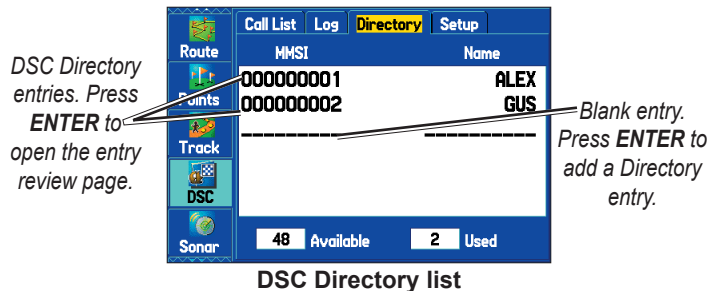 Call List Log Directory Setup
MMSI Name
000000001 ALEX
000000002 GUS
_________ __________
Route
Points
Track
DSC
Sonar
48 Available 2 Used
DSC Directory
entries. Press
ENTER to
open the entry
review page.
Blank entry.
Press ENTER to
add a Directory
entry.
DSC Directory list